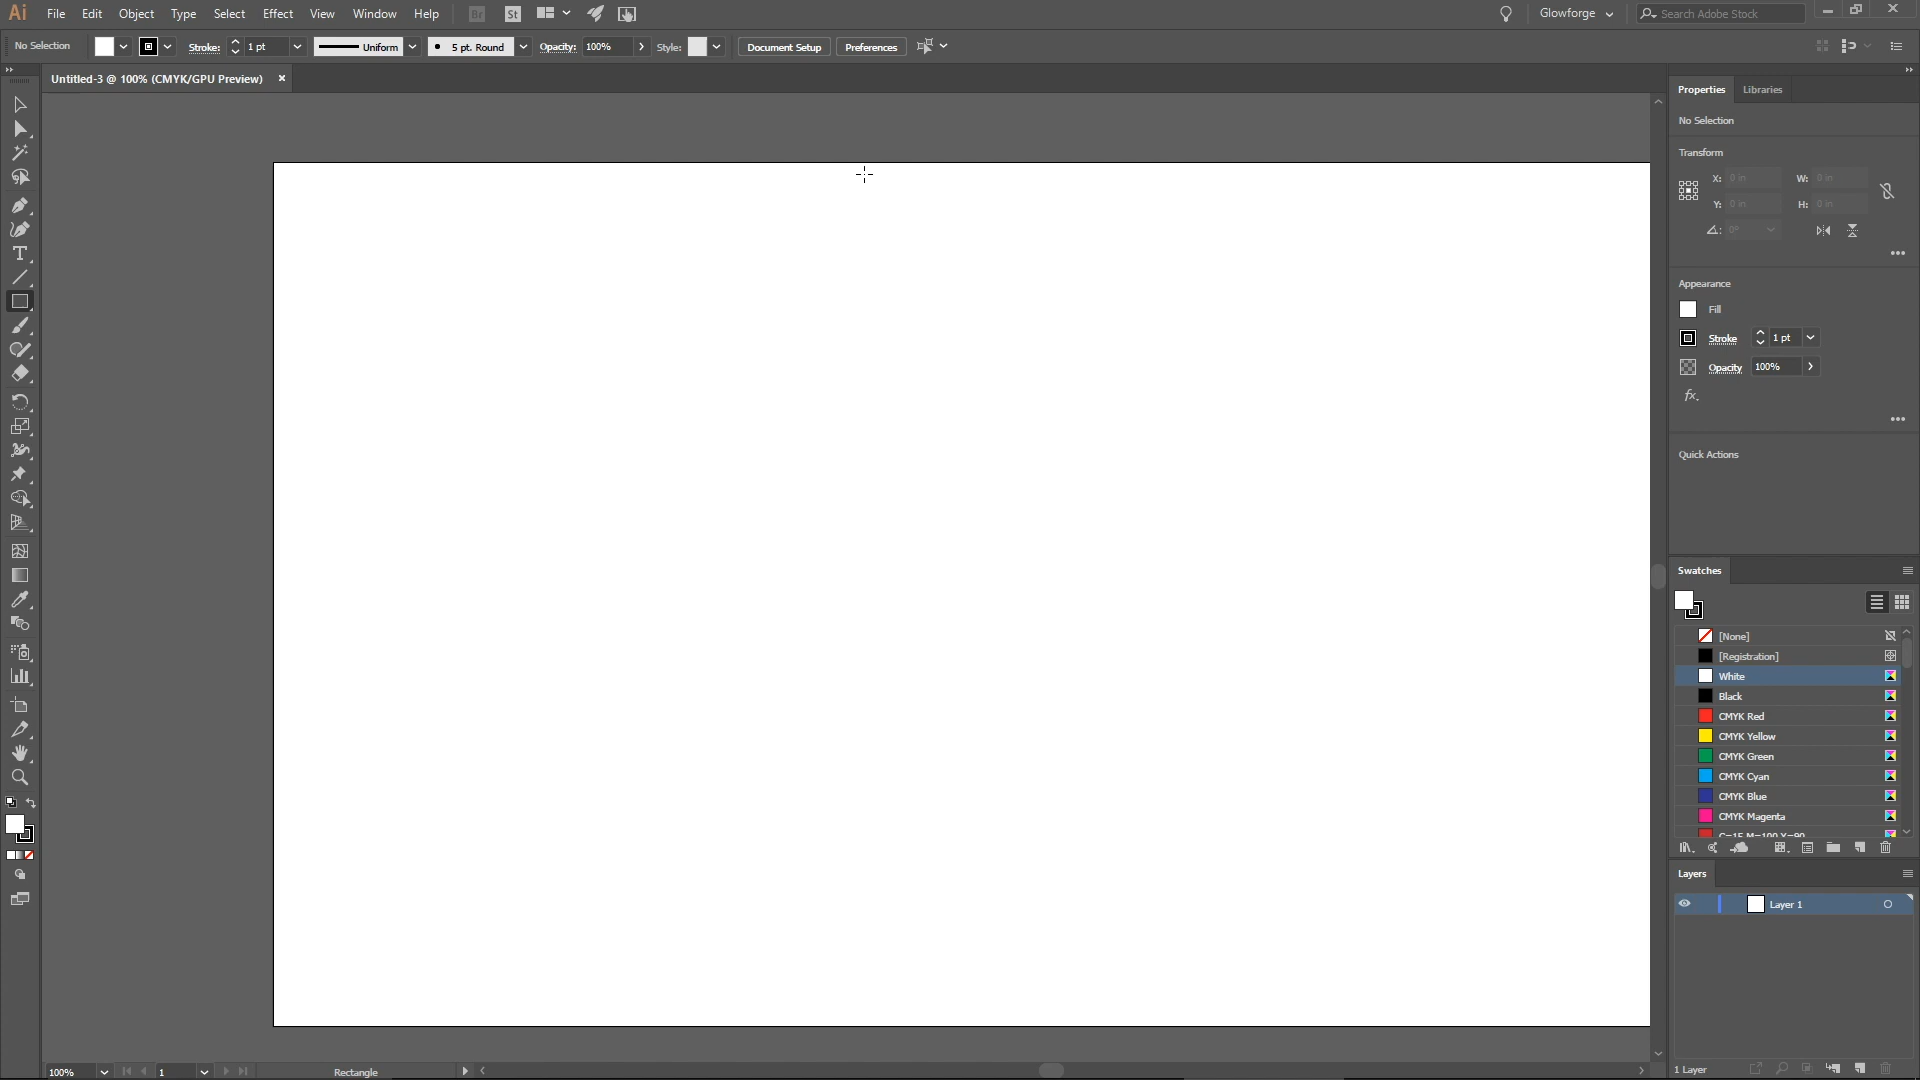 Ai File Edit Object Type Select Effect View Window Help Br St Glowforge Search Adobe Stock
No Selection Stroke: 1 pt Uniform 5 pt. Round Opacity: 100% Style: Document Setup Preferences
Untitled-3 @ 100% (CMYK/GPU Preview)
Properties Libraries
No Selection
Transform
X: 0 in W: 0 in
Y: 0 in H: 0 in
0°
Appearance
Fill
Stroke 1 pt
Opacity 100%
fx
Quick Actions
Swatches
[None]
[Registration]
White
Black
CMYK Red
CMYK Yellow
CMYK Green
CMYK Cyan
CMYK Blue
CMYK Magenta
C=15 M=100 Y=90
Layers
Layer 1
1 Layer
100% 1 Rectangle